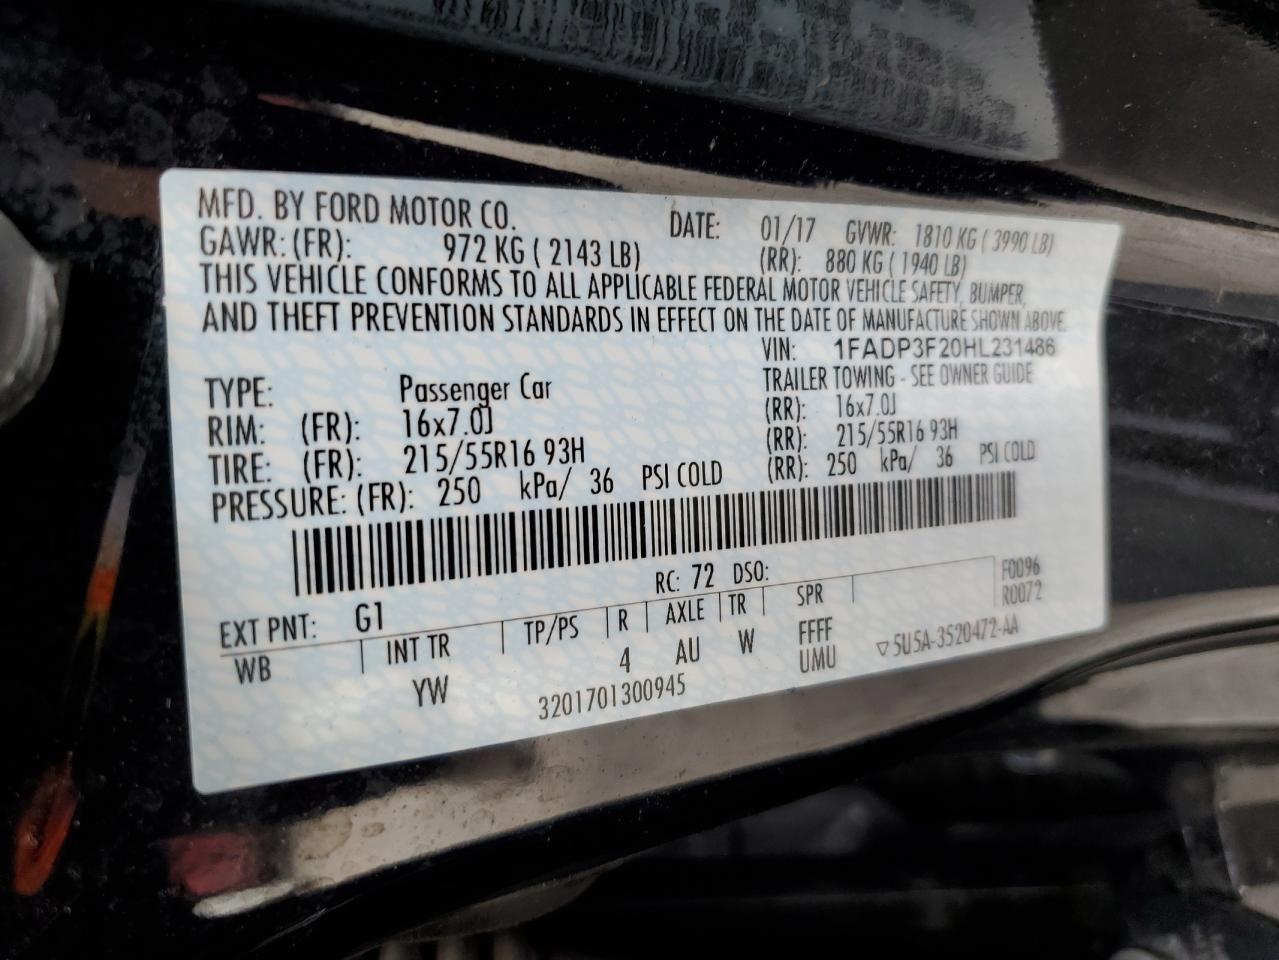 MFD. BY FORD MOTOR CO. DATE: 01/17 GVWR: 1810 KG ( 3990 LB)
GAWR: (FR): 972 KG ( 2143 LB) (RR): 880 KG ( 1940 LB)
THIS VEHICLE CONFORMS TO ALL APPLICABLE FEDERAL MOTOR VEHICLE SAFETY, BUMPER,
AND THEFT PREVENTION STANDARDS IN EFFECT ON THE DATE OF MANUFACTURE SHOWN ABOVE.
VIN: 1FADP3F20HL231486
TYPE: Passenger Car TRAILER TOWING - SEE OWNER GUIDE
RIM: (FR): 16x7.0J (RR): 16x7.0J
TIRE: (FR): 215/55R16 93H (RR): 215/55R16 93H
PRESSURE: (FR): 250 kPa/ 36 PSI COLD (RR): 250 kPa/ 36 PSI COLD
EXT PNT: G1 RC: 72 DSO: F0096
WB INT TR TP/PS R AXLE TR SPR R0072
YW 4 AU W FFFF
UMU
3201701300945 ▽5U5A-3520472-AA